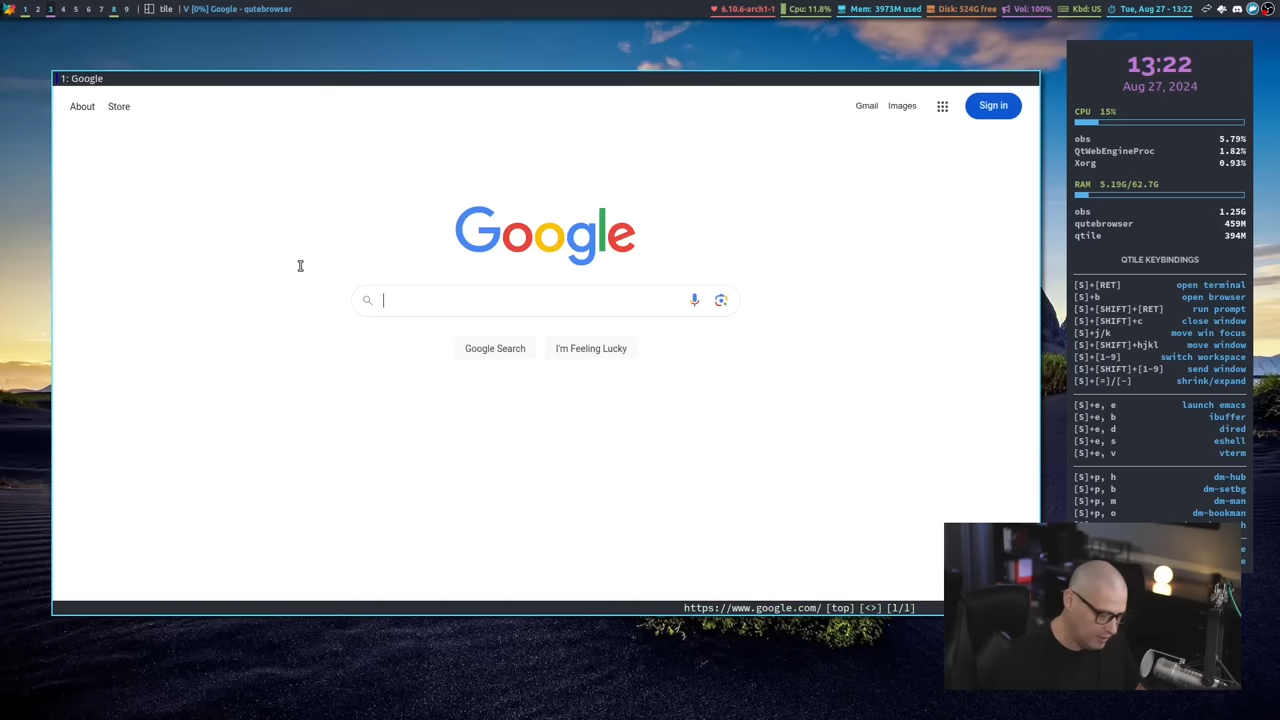 1 2 3 4 5 6 7 8 9 | tile | V [0%] Google - qutebrowser
6.10.6-arch1-1 Cpu: 11.8% Mem: 3973M used Disk: 524G free Vol: 100% Kbd: US Tue, Aug 27 - 13:22
1: Google
About Store
Gmail Images Sign in
Google
Google Search I'm Feeling Lucky
https://www.google.com/ [top] [<>] [1/1]
13:22
Aug 27, 2024
CPU 15%
obs 5.79%
QtWebEngineProc 1.82%
Xorg 0.93%
RAM 5.19G/62.7G
obs 1.25G
qutebrowser 459M
qtile 394M
QTILE KEYBINDINGS
[S]+[RET] open terminal
[S]+b open browser
[S]+[SHIFT]+[RET] run prompt
[S]+[SHIFT]+c close window
[S]+j/k move win focus
[S]+[SHIFT]+hjkl move window
[S]+[1-9] switch workspace
[S]+[SHIFT]+[1-9] send window
[S]+[=]/[-] shrink/expand
[S]+e, e launch emacs
[S]+e, b ibuffer
[S]+e, d dired
[S]+e, s eshell
[S]+e, v vterm
[S]+p, h dm-hub
[S]+p, b dm-setbg
[S]+p, m dm-man
[S]+p, o dm-bookman